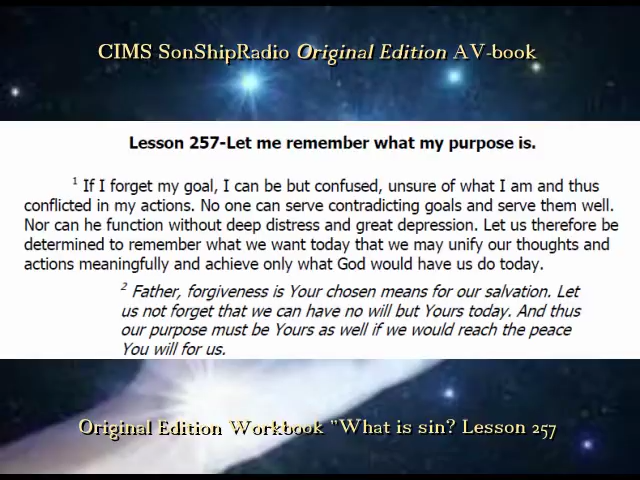 CIMS SonShipRadio Original Edition AV-book
Lesson 257-Let me remember what my purpose is.
1 If I forget my goal, I can be but confused, unsure of what I am and thus
conflicted in my actions. No one can serve contradicting goals and serve them well.
Nor can he function without deep distress and great depression. Let us therefore be
determined to remember what we want today that we may unify our thoughts and
actions meaningfully and achieve only what God would have us do today.
2 Father, forgiveness is Your chosen means for our salvation. Let
us not forget that we can have no will but Yours today. And thus
our purpose must be Yours as well if we would reach the peace
You will for us.
Original Edition Workbook "What is sin? Lesson 257